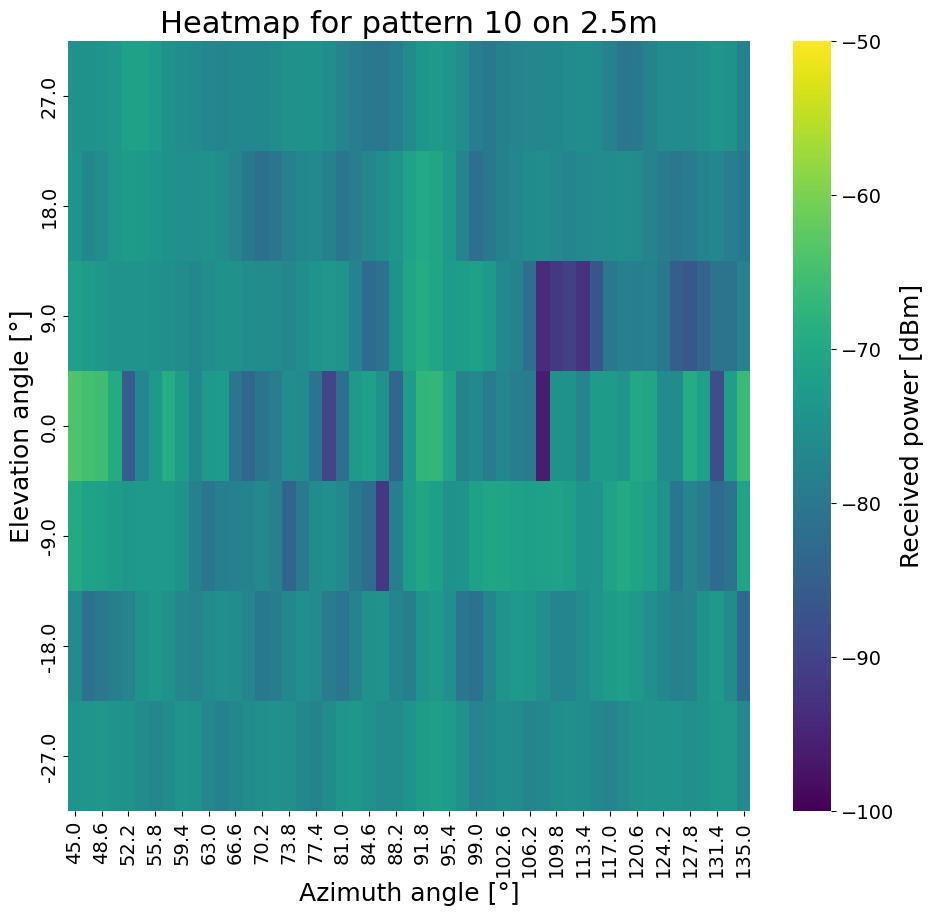 Heatmap for pattern 10 on 2.5m
Elevation angle [°]
27.0
18.0
9.0
0.0
-9.0
-18.0
-27.0
45.0 48.6 52.2 55.8 59.4 63.0 66.6 70.2 73.8 77.4 81.0 84.6 88.2 91.8 95.4 99.0 102.6 106.2 109.8 113.4 117.0 120.6 124.2 127.8 131.4 135.0
Azimuth angle [°]
−50
−60
−70
−80
−90
−100
Received power [dBm]